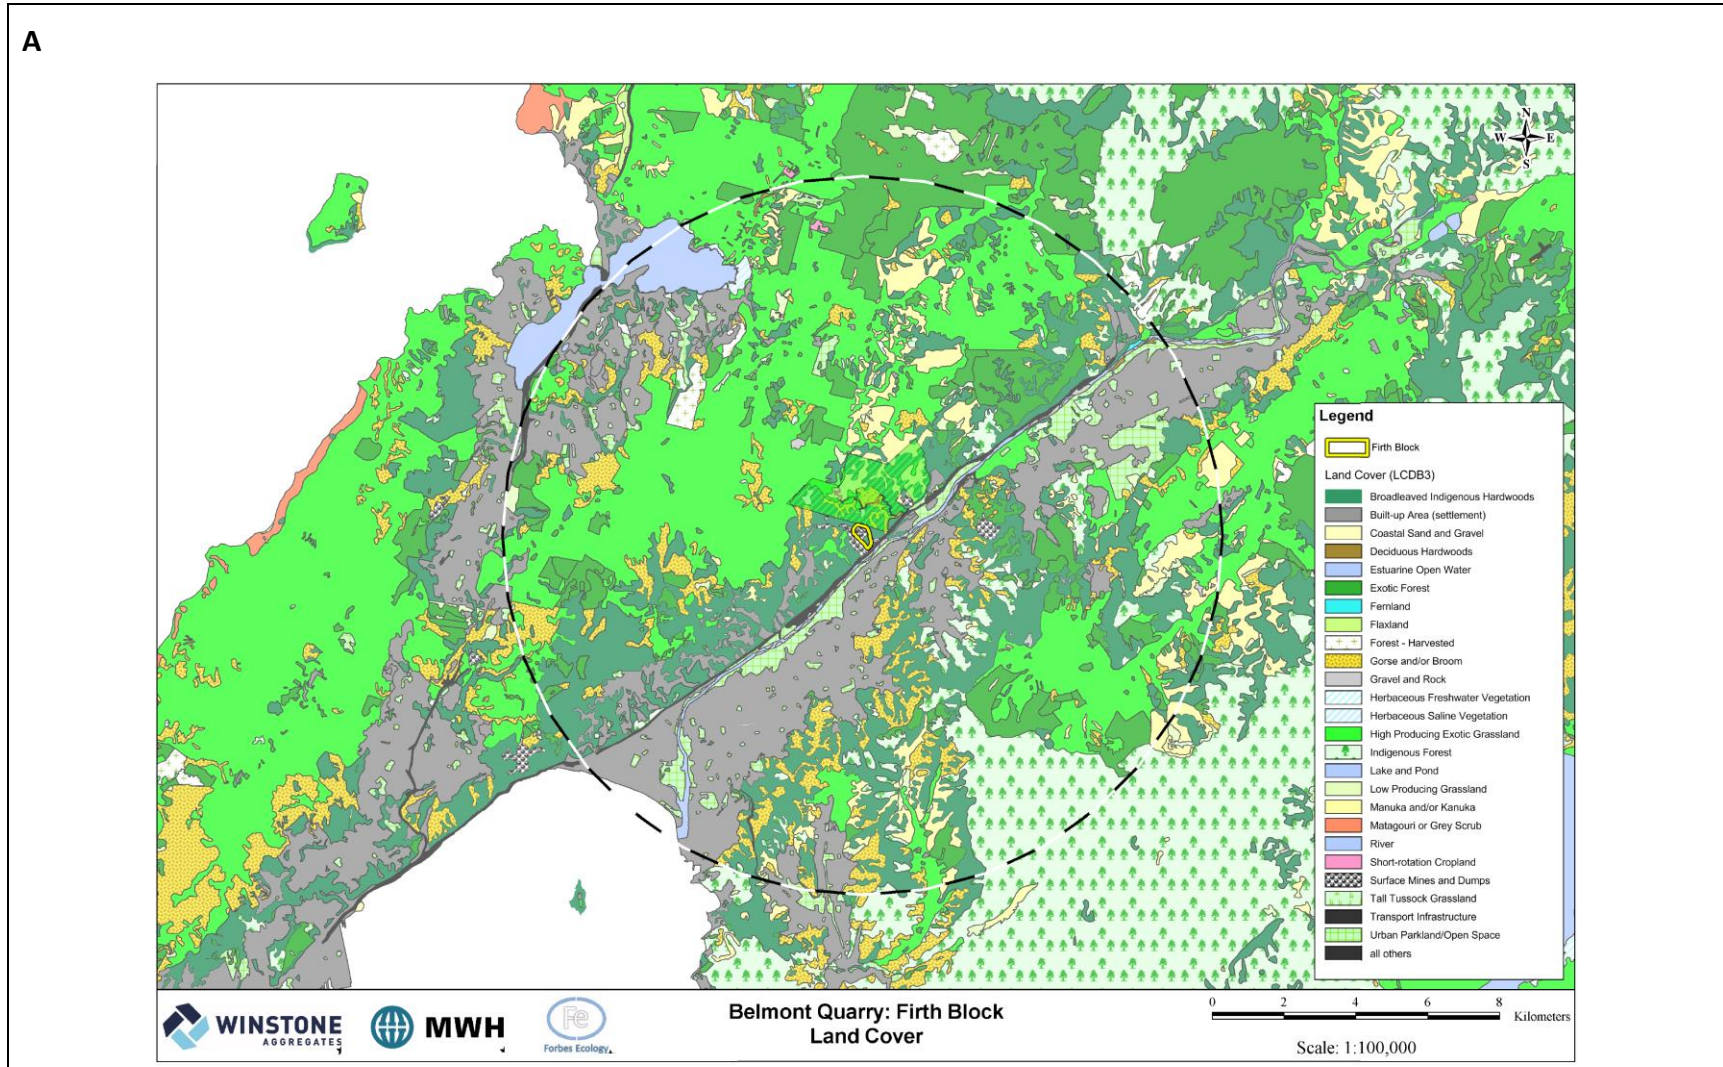 A
N
W E
S
Legend
Firth Block
Land Cover (LCDB3)
Broadleaved Indigenous Hardwoods
Built-up Area (settlement)
Coastal Sand and Gravel
Deciduous Hardwoods
Estuarine Open Water
Exotic Forest
Fernland
Flaxland
Forest - Harvested
Gorse and/or Broom
Gravel and Rock
Herbaceous Freshwater Vegetation
Herbaceous Saline Vegetation
High Producing Exotic Grassland
Indigenous Forest
Lake and Pond
Low Producing Grassland
Manuka and/or Kanuka
Matagouri or Grey Scrub
River
Short-rotation Cropland
Surface Mines and Dumps
Tall Tussock Grassland
Transport Infrastructure
Urban Parkland/Open Space
all others
WINSTONE
AGGREGATES
MWH
Fe
Forbes Ecology
Belmont Quarry: Firth Block
Land Cover
0 2 4 6 8
Kilometers
Scale: 1:100,000